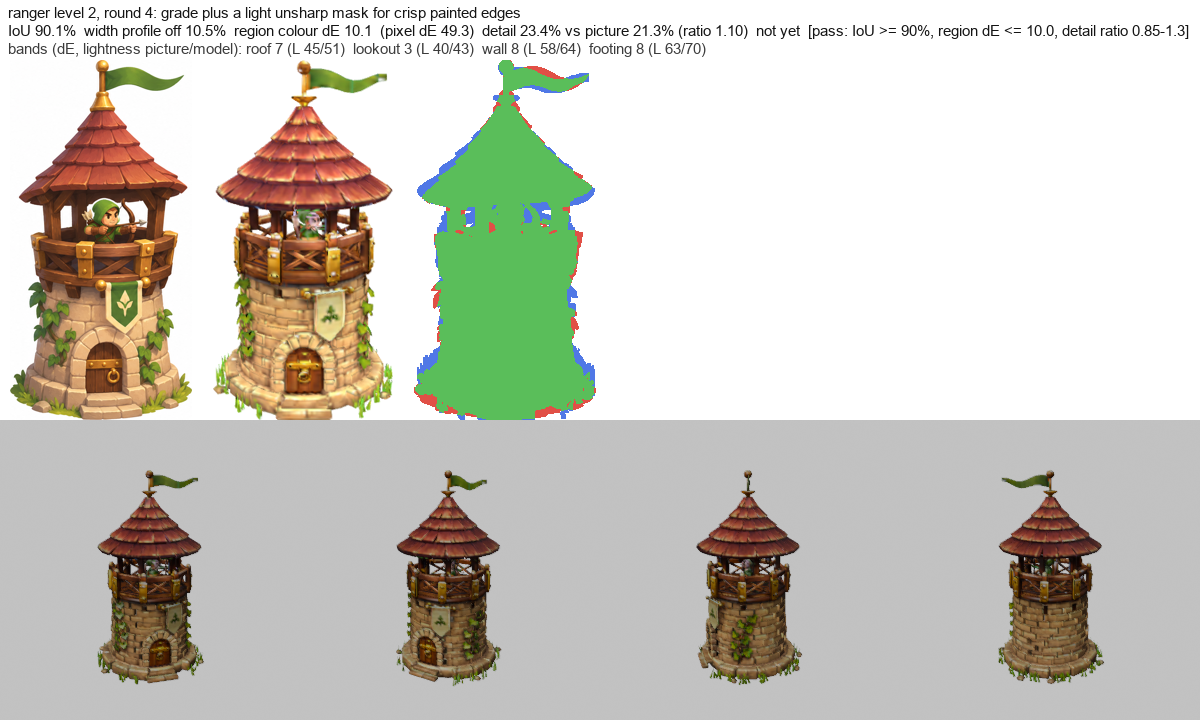 ranger level 2, round 4: grade plus a light unsharp mask for crisp painted edges
IoU 90.1%  width profile off 10.5%  region colour dE 10.1  (pixel dE 49.3)  detail 23.4% vs picture 21.3% (ratio 1.10)  not yet  [pass: IoU >= 90%, region dE <= 10.0, detail ratio 0.85-1.3]
bands (dE, lightness picture/model): roof 7 (L 45/51)  lookout 3 (L 40/43)  wall 8 (L 58/64)  footing 8 (L 63/70)